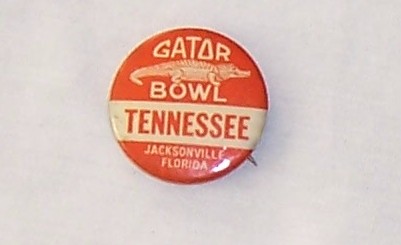 GATOR
BOWL
TENNESSEE
JACKSONVILLE
FLORIDA